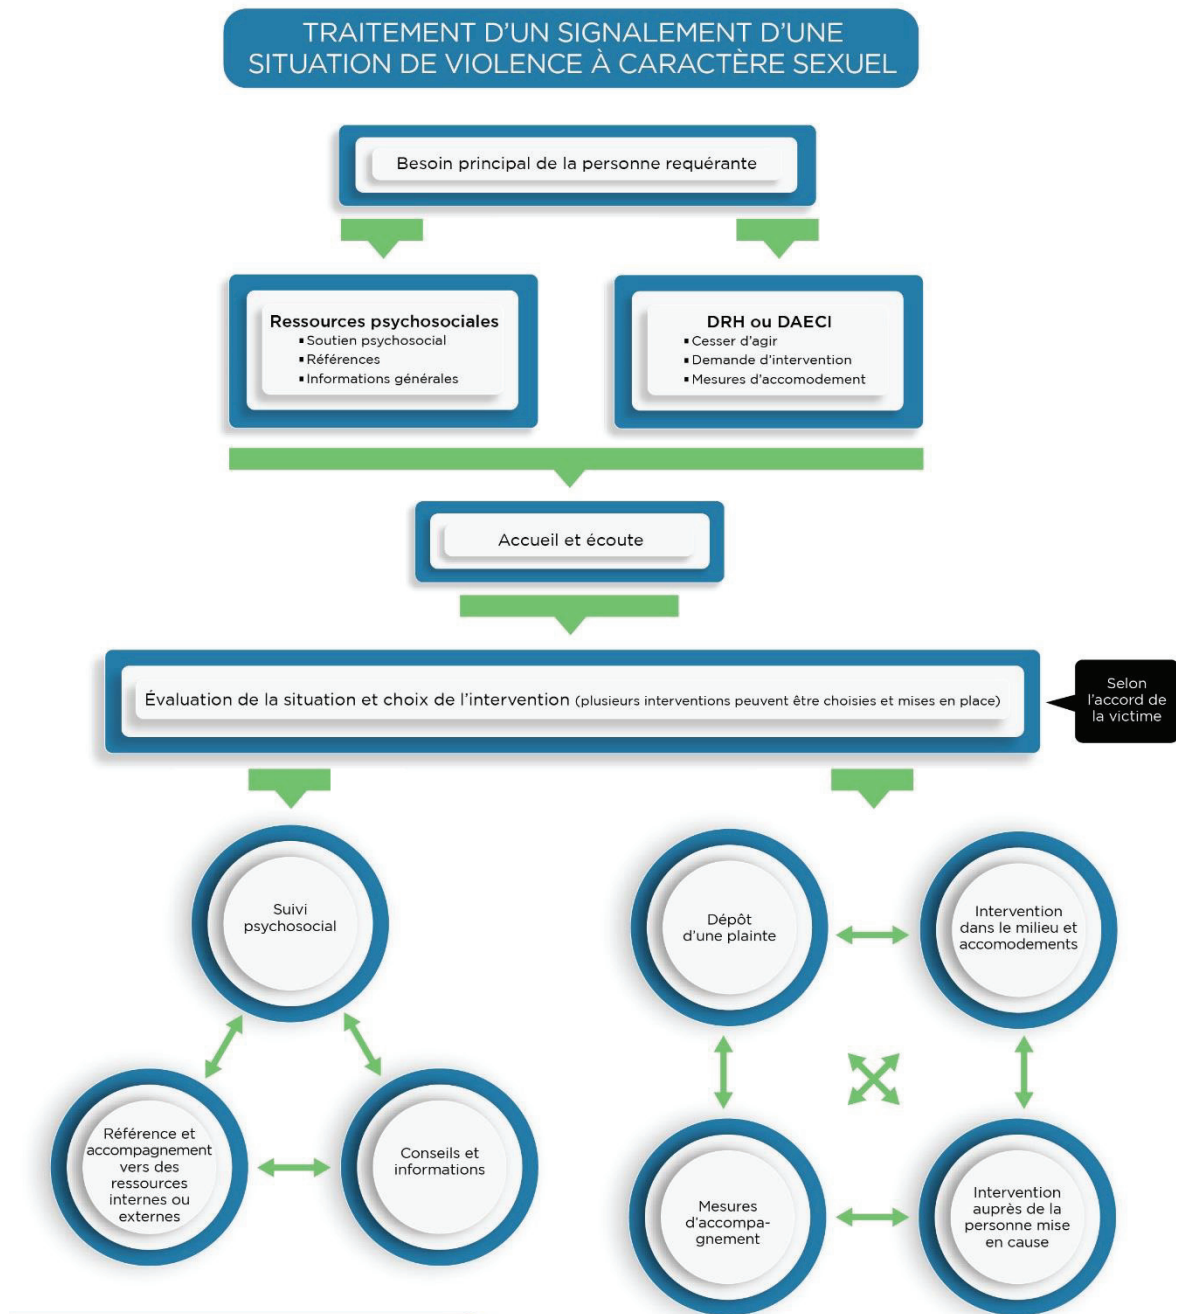 TRAITEMENT D'UN SIGNALEMENT D'UNE
SITUATION DE VIOLENCE À CARACTÈRE SEXUEL
Besoin principal de la personne requérante
Ressources psychosociales
▪ Soutien psychosocial
▪ Références
▪ Informations générales
DRH ou DAECI
▪ Cesser d'agir
▪ Demande d'intervention
▪ Mesures d'accomodement
Accueil et écoute
Évaluation de la situation et choix de l'intervention (plusieurs interventions peuvent être choisies et mises en place)
Selon
l'accord de
la victime
Suivi
psychosocial
Référence et
accompagnement
vers des
ressources
internes ou
externes
Conseils et
informations
Dépôt
d'une plainte
Intervention
dans le milieu et
accomodements
Mesures
d'accompa-
gnement
Intervention
auprès de la
personne mise
en cause